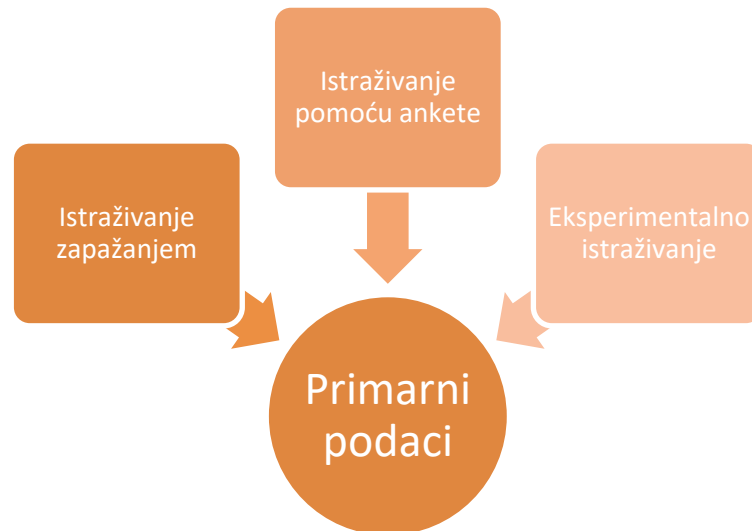 Istraživanje
pomoću ankete
Istraživanje
zapažanjem
Eksperimentalno
istraživanje
Primarni
podaci